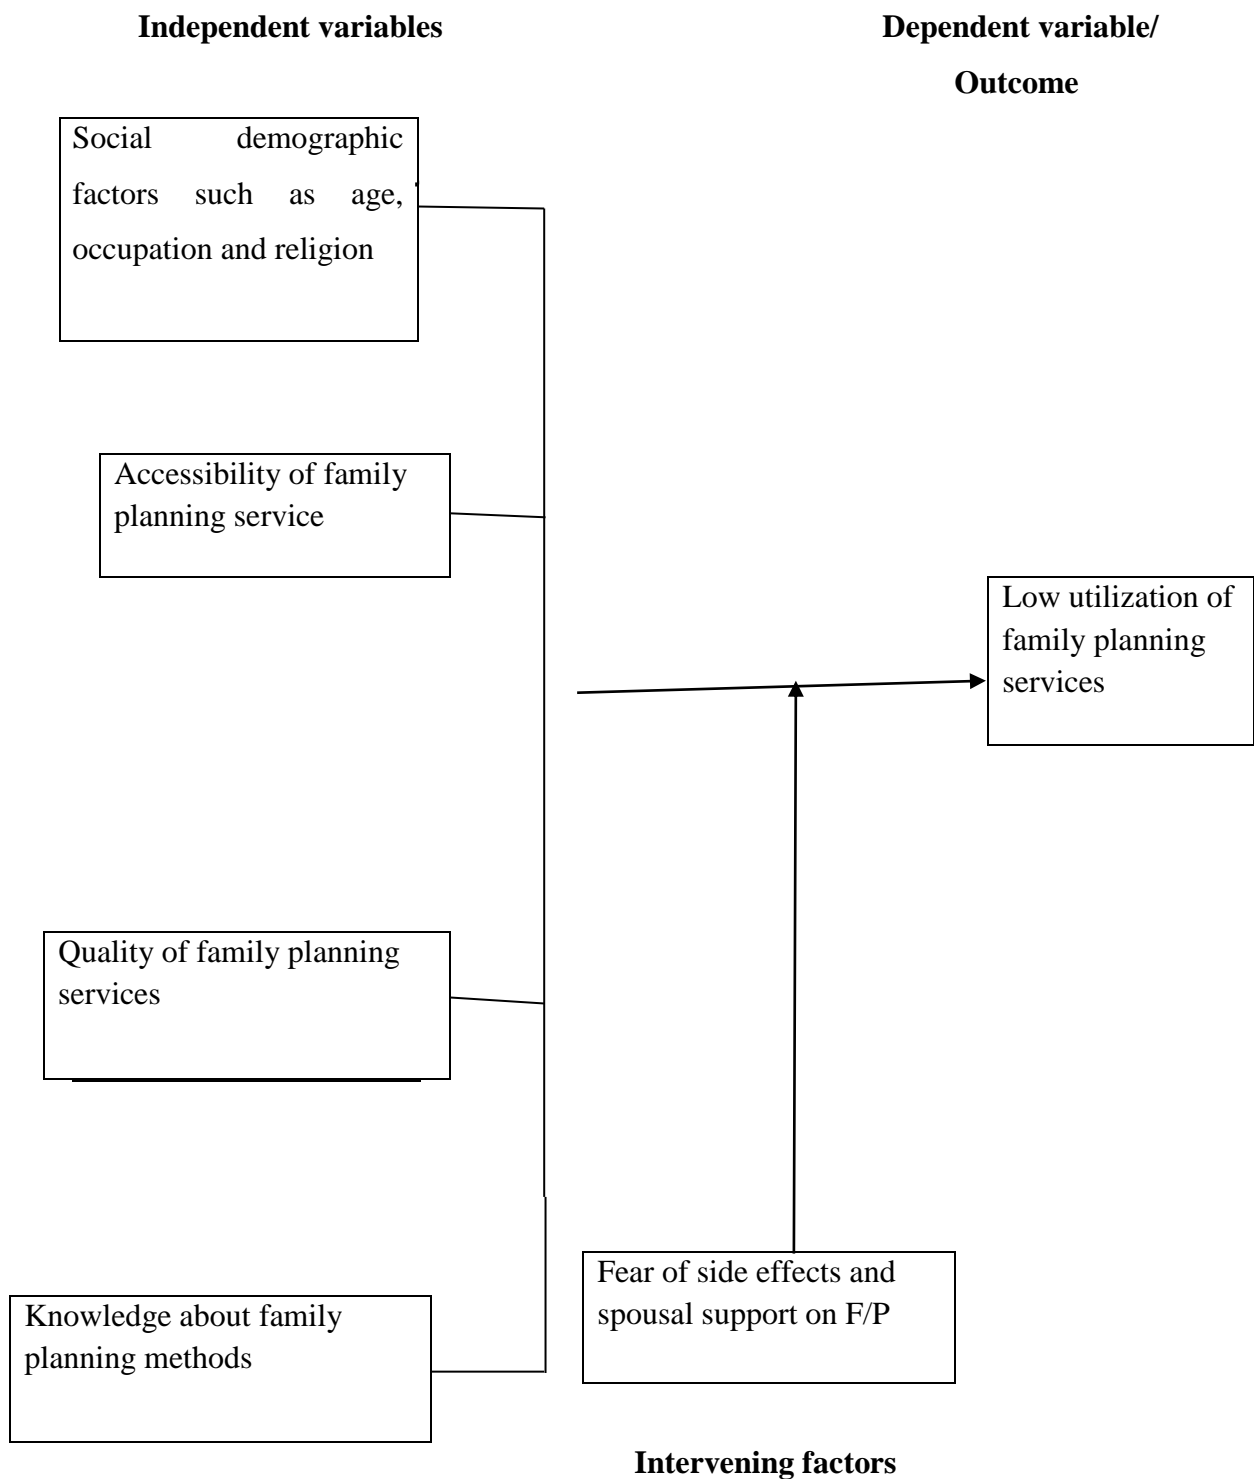 Independent variables
Dependent variable/
Outcome
Social demographic
factors such as age,
occupation and religion
Accessibility of family
planning service
Low utilization of
family planning
services
Quality of family planning
services
Fear of side effects and
spousal support on F/P
Knowledge about family
planning methods
Intervening factors